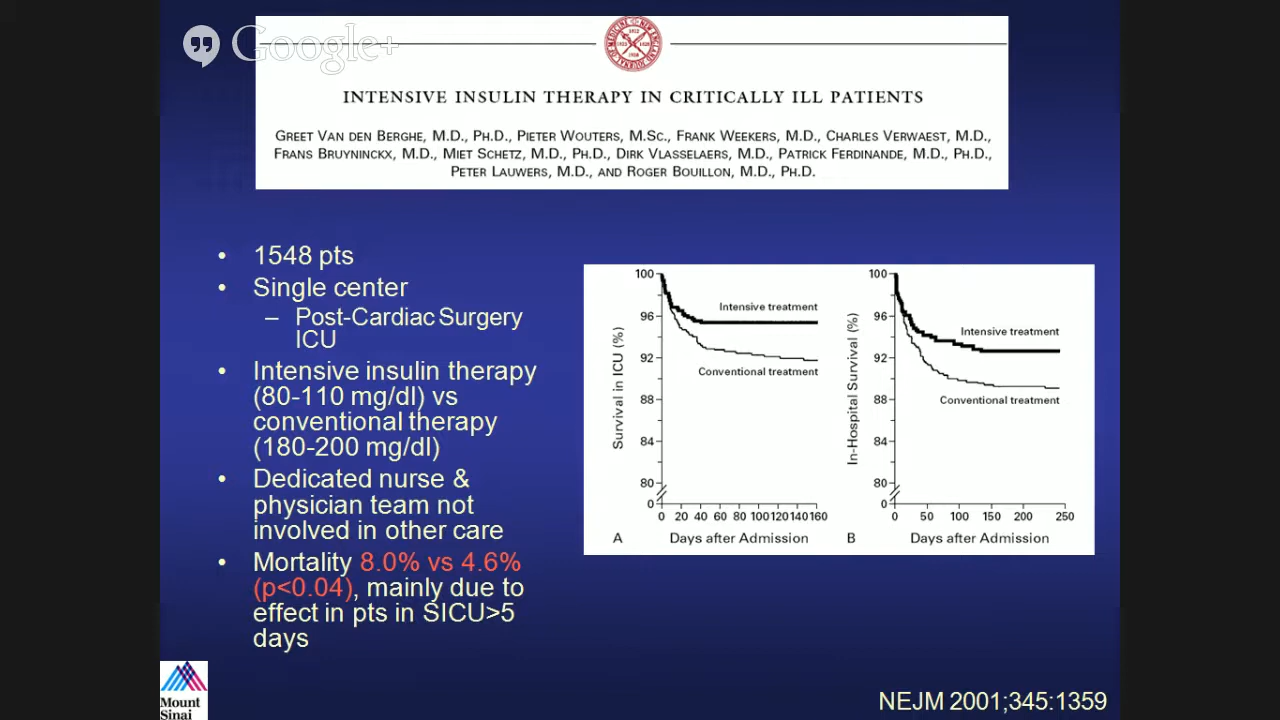 Google+
INTENSIVE INSULIN THERAPY IN CRITICALLY ILL PATIENTS
GREET VAN DEN BERGHE, M.D., PH.D., PIETER WOUTERS, M.SC., FRANK WEEKERS, M.D., CHARLES VERWAEST, M.D.,
FRANS BRUYNINCKX, M.D., MIET SCHETZ, M.D., PH.D., DIRK VLASSELAERS, M.D., PATRICK FERDINANDE, M.D., PH.D.,
PETER LAUWERS, M.D., AND ROGER BOUILLON, M.D., PH.D.
• 1548 pts
• Single center
– Post-Cardiac Surgery
ICU
• Intensive insulin therapy
(80-110 mg/dl) vs
conventional therapy
(180-200 mg/dl)
• Dedicated nurse &
physician team not
involved in other care
• Mortality 8.0% vs 4.6%
(p<0.04), mainly due to
effect in pts in SICU>5
days
Survival in ICU (%)
100
96
92
88
84
80
0
Intensive treatment
Conventional treatment
0 20 40 60 80 100 120 140 160
A Days after Admission
In-Hospital Survival (%)
100
96
92
88
84
80
0
Intensive treatment
Conventional treatment
0 50 100 150 200 250
B Days after Admission
Mount
Sinai
NEJM 2001;345:1359